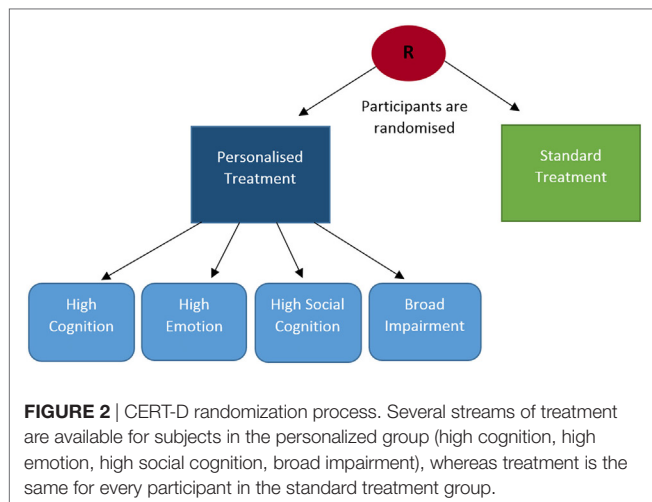 R
Participants are
randomised
Personalised
Treatment
Standard
Treatment
High
Cognition
High
Emotion
High Social
Cognition
Broad
Impairment
FIGURE 2 | CERT-D randomization process. Several streams of treatment
are available for subjects in the personalized group (high cognition, high
emotion, high social cognition, broad impairment), whereas treatment is the
same for every participant in the standard treatment group.